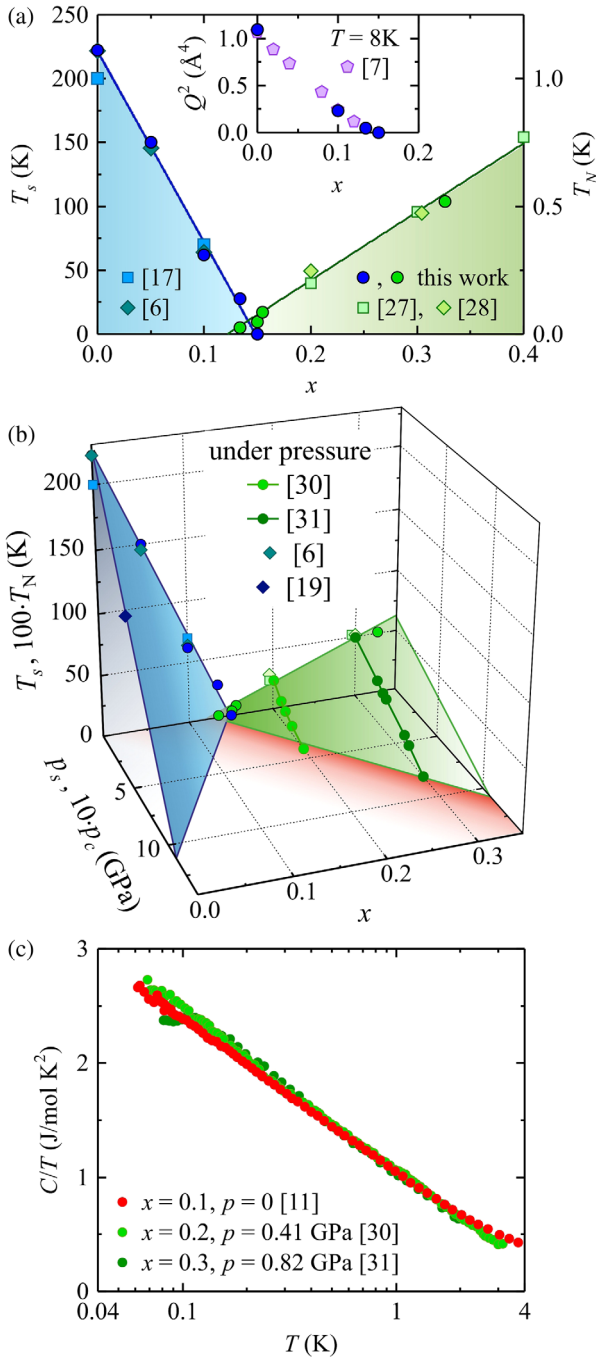 (a)
250
200
150
100
50
0
T_s (K)
1.0
0.5
0.0
Q² (Å⁴)
T = 8K
[7]
0.0 0.1 0.2
x
1.0
0.5
0.0
T_N (K)
[17]
[6]
, this work
[27], [28]
0.0 0.1 0.2 0.3 0.4
x
(b)
under pressure
[30]
[31]
[6]
[19]
200
150
100
50
0
T_s, 100·T_N (K)
5
10
p_s, 10·p_c (GPa)
0.0
0.1
0.2
0.3
x
(c)
3
2
1
0
C/T (J/mol K²)
x = 0.1, p = 0 [11]
x = 0.2, p = 0.41 GPa [30]
x = 0.3, p = 0.82 GPa [31]
0.04 0.1 1 4
T (K)